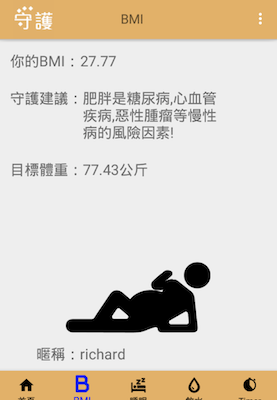 守護
BMI
你的BMI：27.77
守護建議：肥胖是糖尿病,心血管
疾病,惡性腫瘤等慢性
病的風險因素!
目標體重：77.43公斤
暱稱：richard
首頁 BMI 睡眠 飲水 Timer